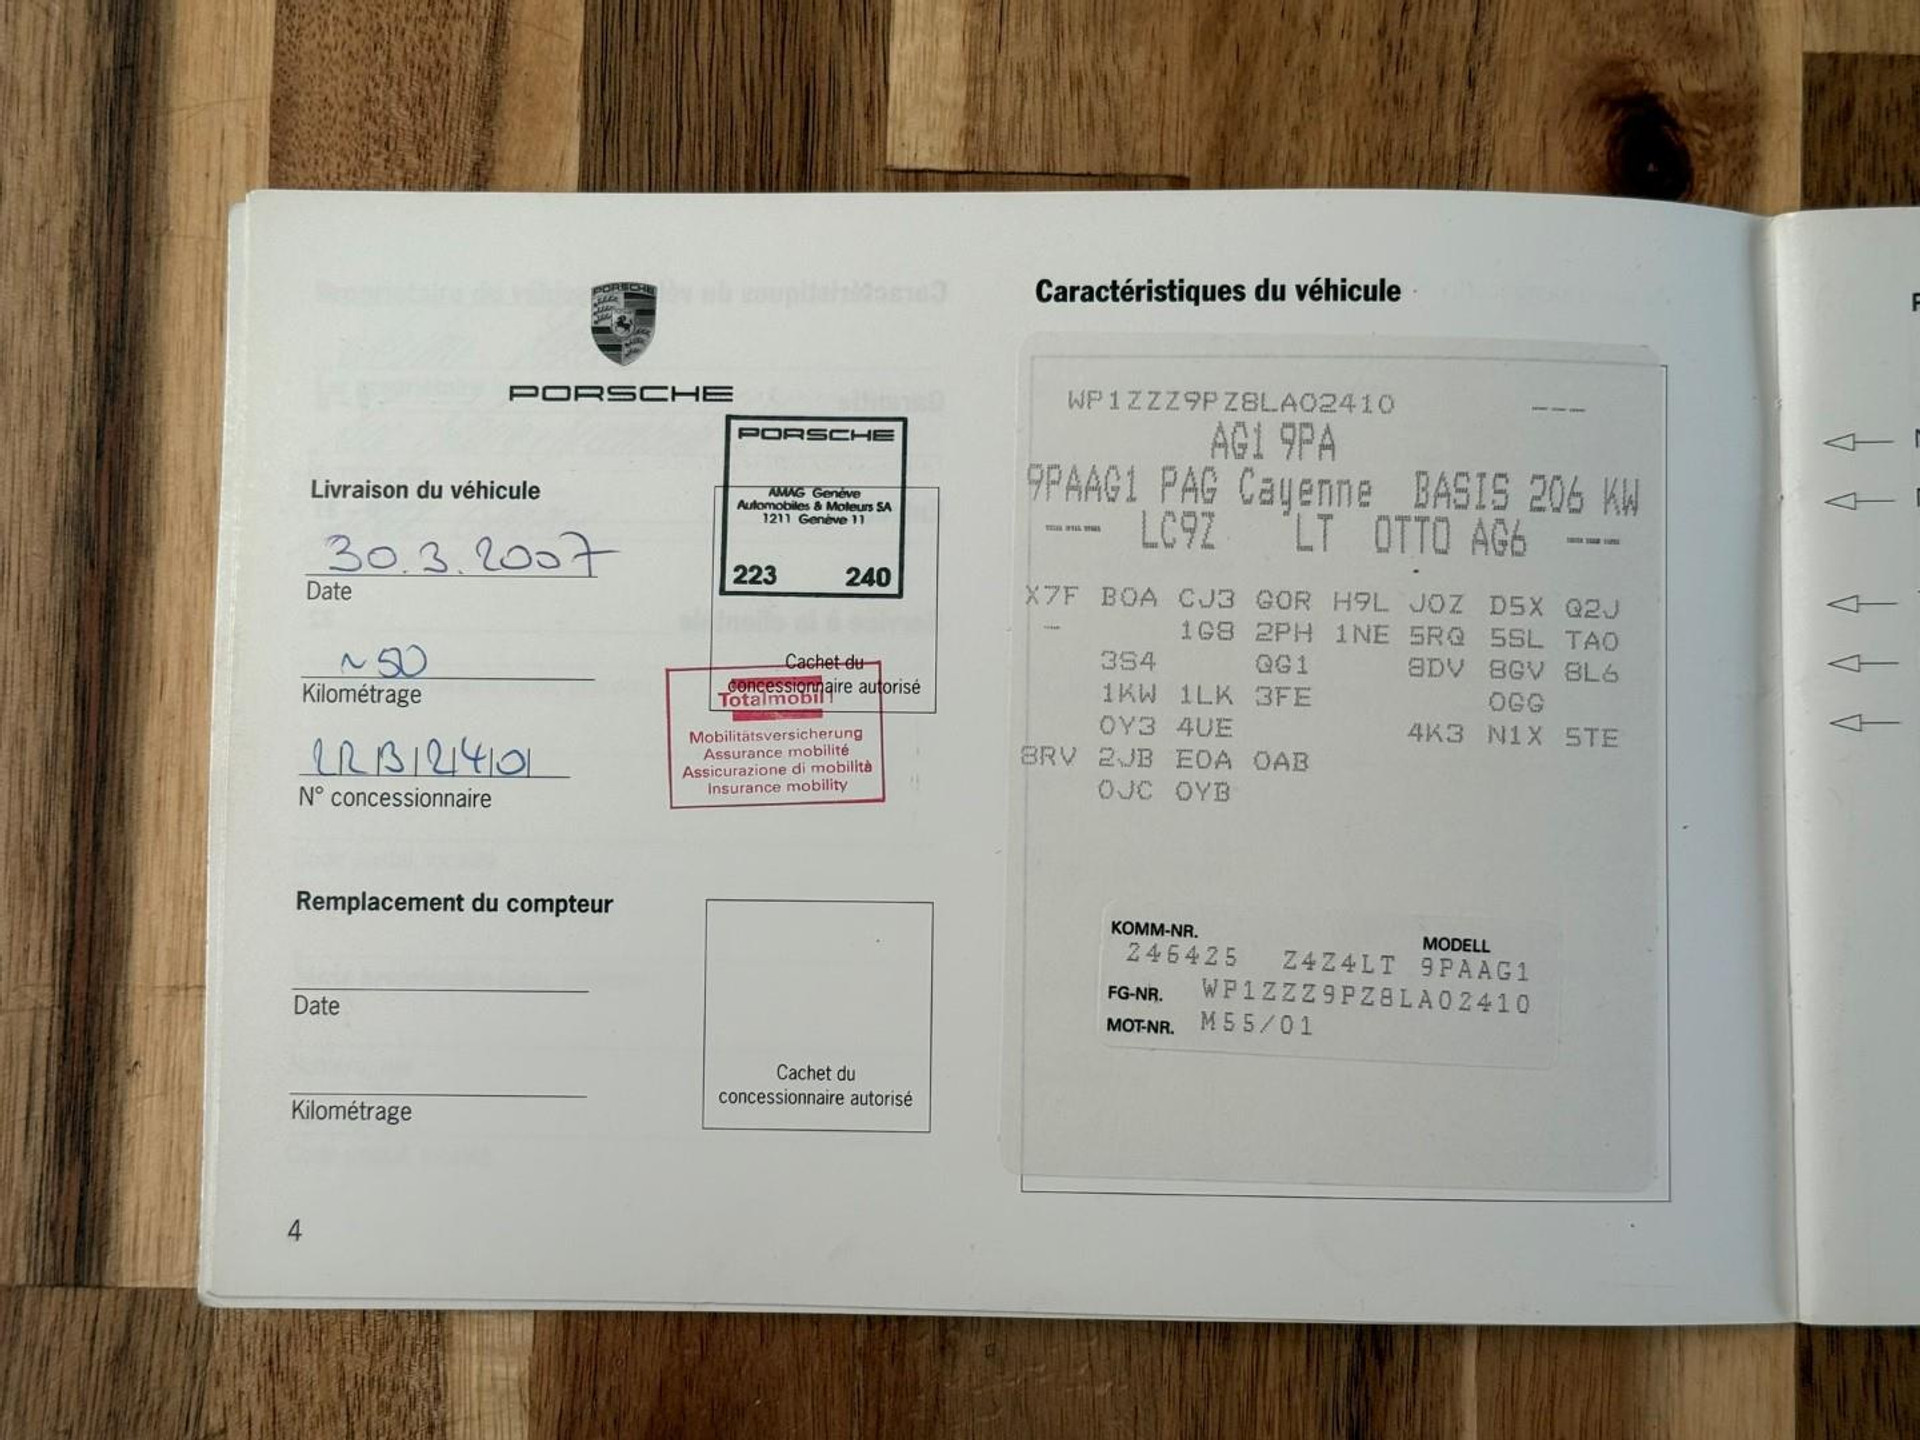 PORSCHE
PORSCHE
Livraison du véhicule
30.3.2007
Date
~50
Kilométrage
N° concessionnaire
PORSCHE
AMAG Genève
Automobiles & Moteurs SA
1211 Genève 11
223 240
Cachet du
concessionnaire autorisé
Totalmobil!
Mobilitätsversicherung
Assurance mobilité
Assicurazione di mobilità
Insurance mobility
Remplacement du compteur
Date
Kilométrage
Cachet du
concessionnaire autorisé
4
Caractéristiques du véhicule
WP1ZZZ9PZ8LA02410 ---
AG1 9PA
9PAAG1 PAG Cayenne BASIS 206 KW
--- LC9Z LT OTTO AG6 ---
X7F BOA CJ3 GOR H9L JOZ D5X Q2J
- 1G8 2PH 1NE 5RQ 5SL TAO
3S4 QG1 8DV 8GV 8L6
1KW 1LK 3FE OGG
0Y3 4UE 4K3 N1X 5TE
8RV 2JB EOA OAB
OJC OYB
KOMM-NR. MODELL
246425 Z4Z4LT 9PAAG1
FG-NR. WP1ZZZ9PZ8LA02410
MOT-NR. M55/01